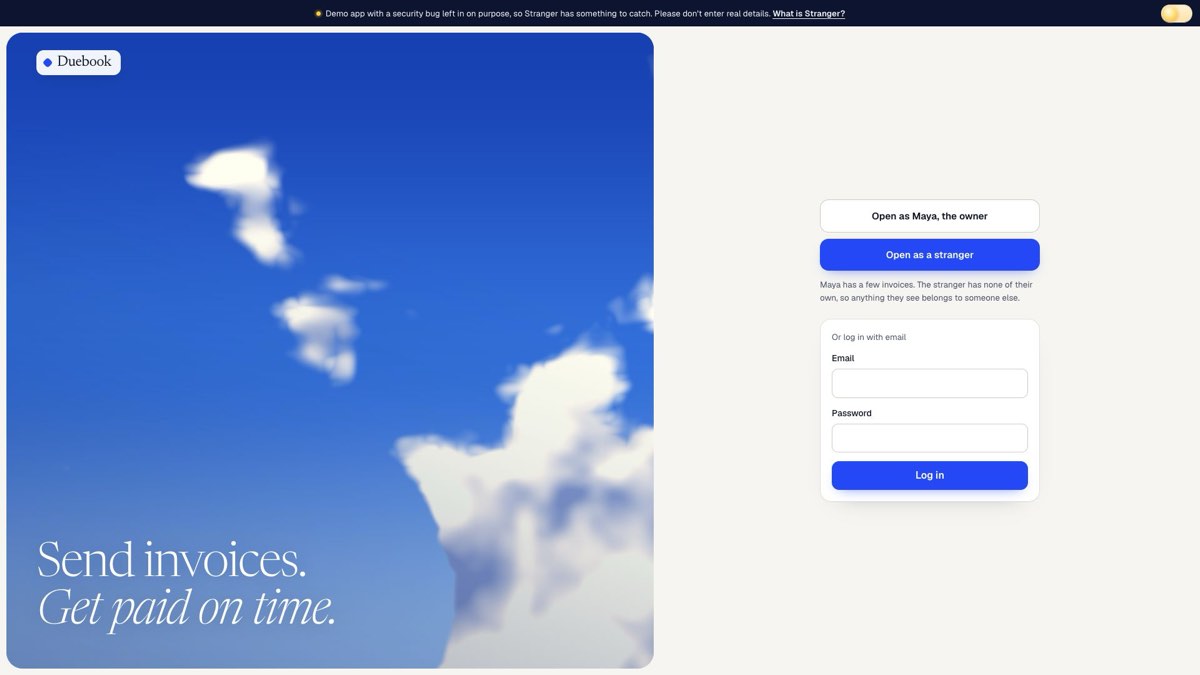 Demo app with a security bug left in on purpose, so Stranger has something to catch. Please don't enter real details. What is Stranger?
Duebook
Send invoices.
Get paid on time.
Open as Maya, the owner
Open as a stranger
Maya has a few invoices. The stranger has none of their
own, so anything they see belongs to someone else.
Or log in with email
Email
Password
Log in